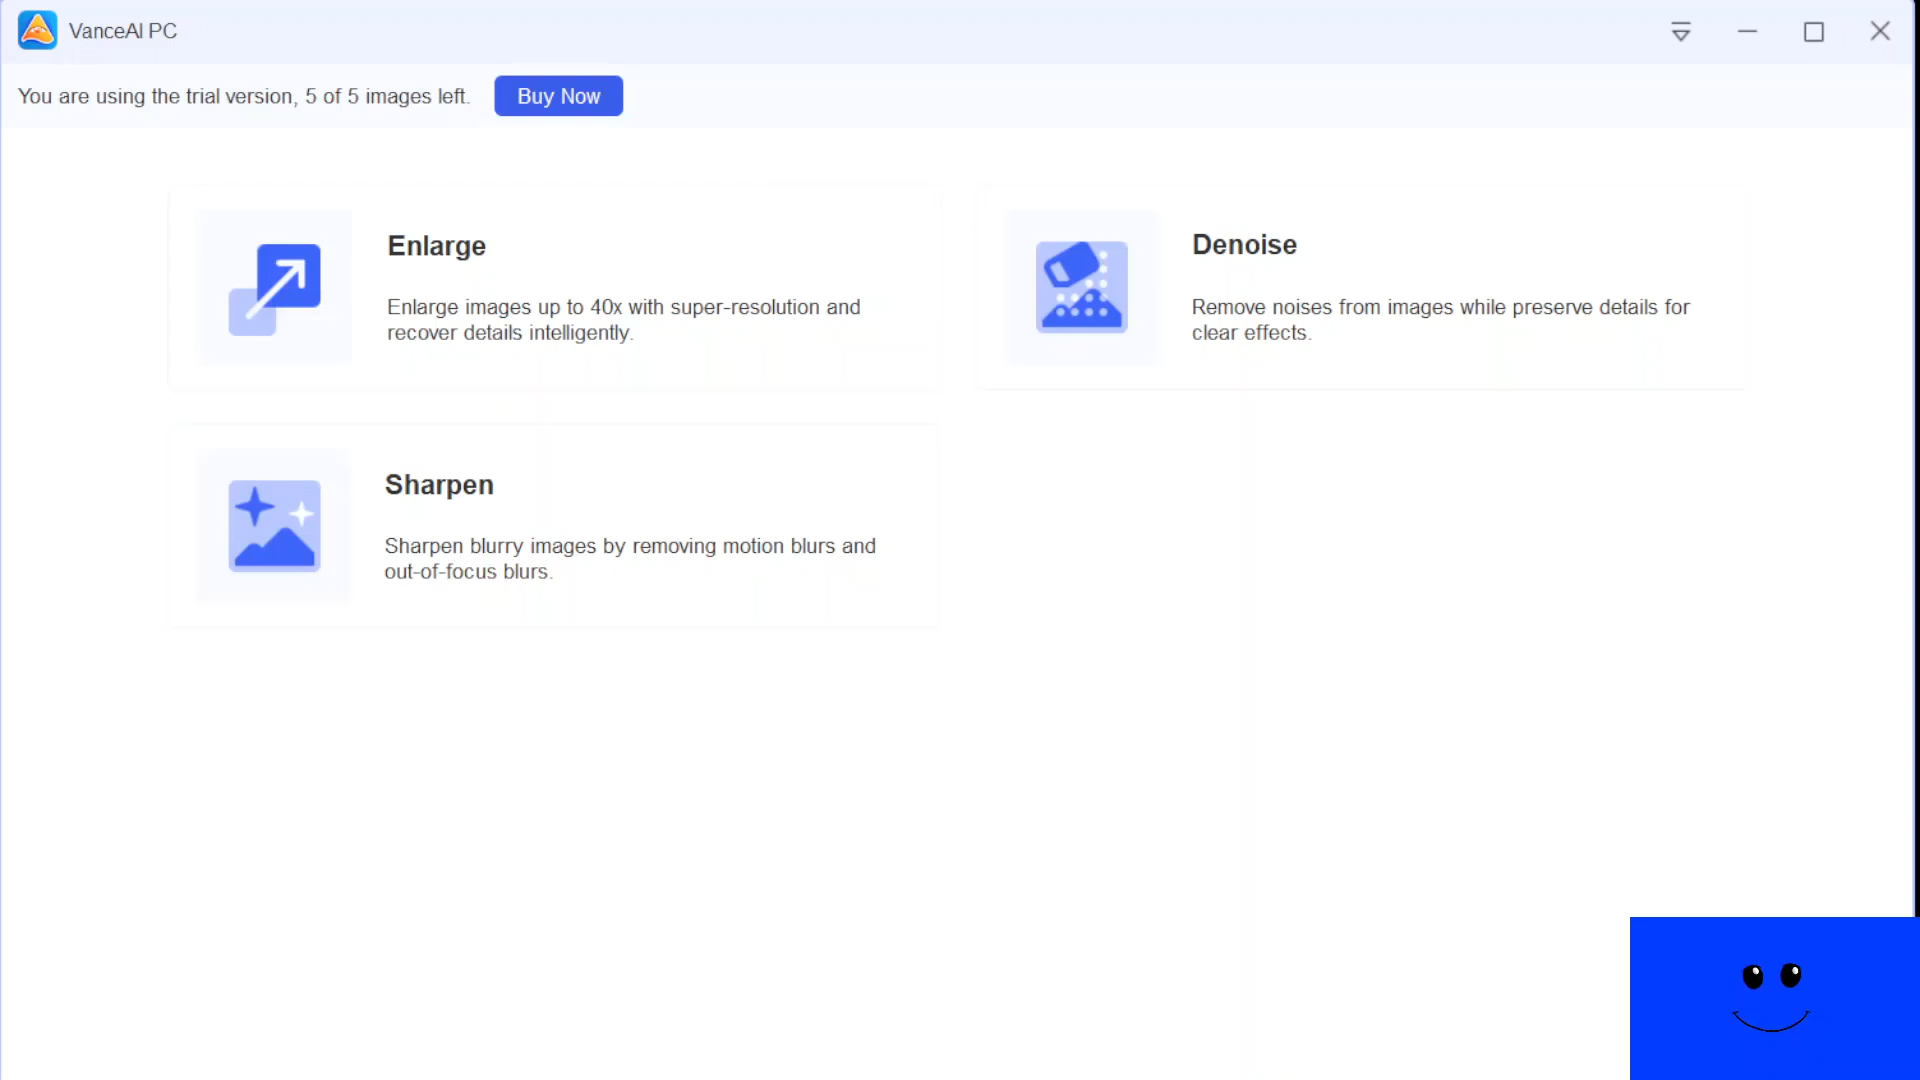 VanceAI PC
You are using the trial version, 5 of 5 images left.
Buy Now
Enlarge
Enlarge images up to 40x with super-resolution and
recover details intelligently.
Denoise
Remove noises from images while preserve details for
clear effects.
Sharpen
Sharpen blurry images by removing motion blurs and
out-of-focus blurs.